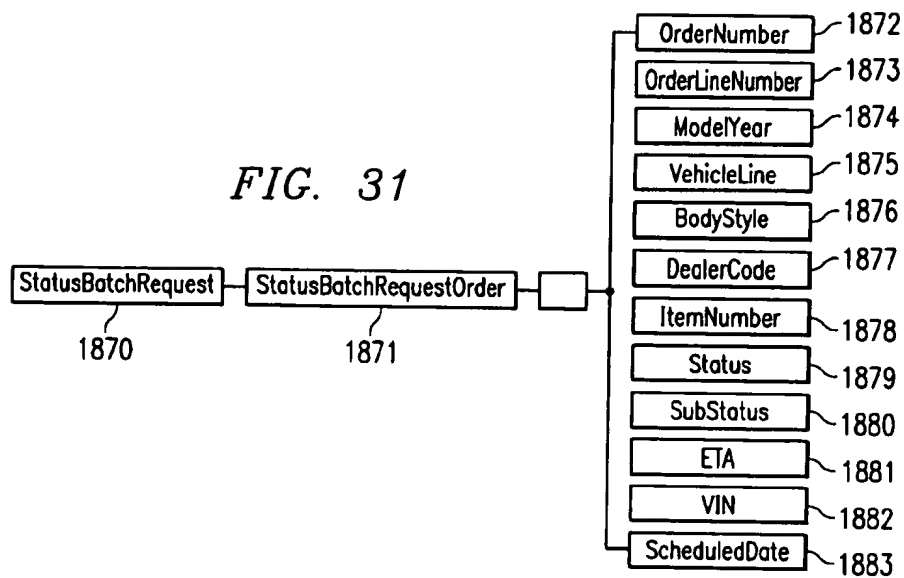 FIG. 31
StatusBatchRequest
1870
StatusBatchRequestOrder
1871
OrderNumber 1872
OrderLineNumber 1873
ModelYear 1874
VehicleLine 1875
BodyStyle 1876
DealerCode 1877
ItemNumber 1878
Status 1879
SubStatus 1880
ETA 1881
VIN 1882
ScheduledDate 1883